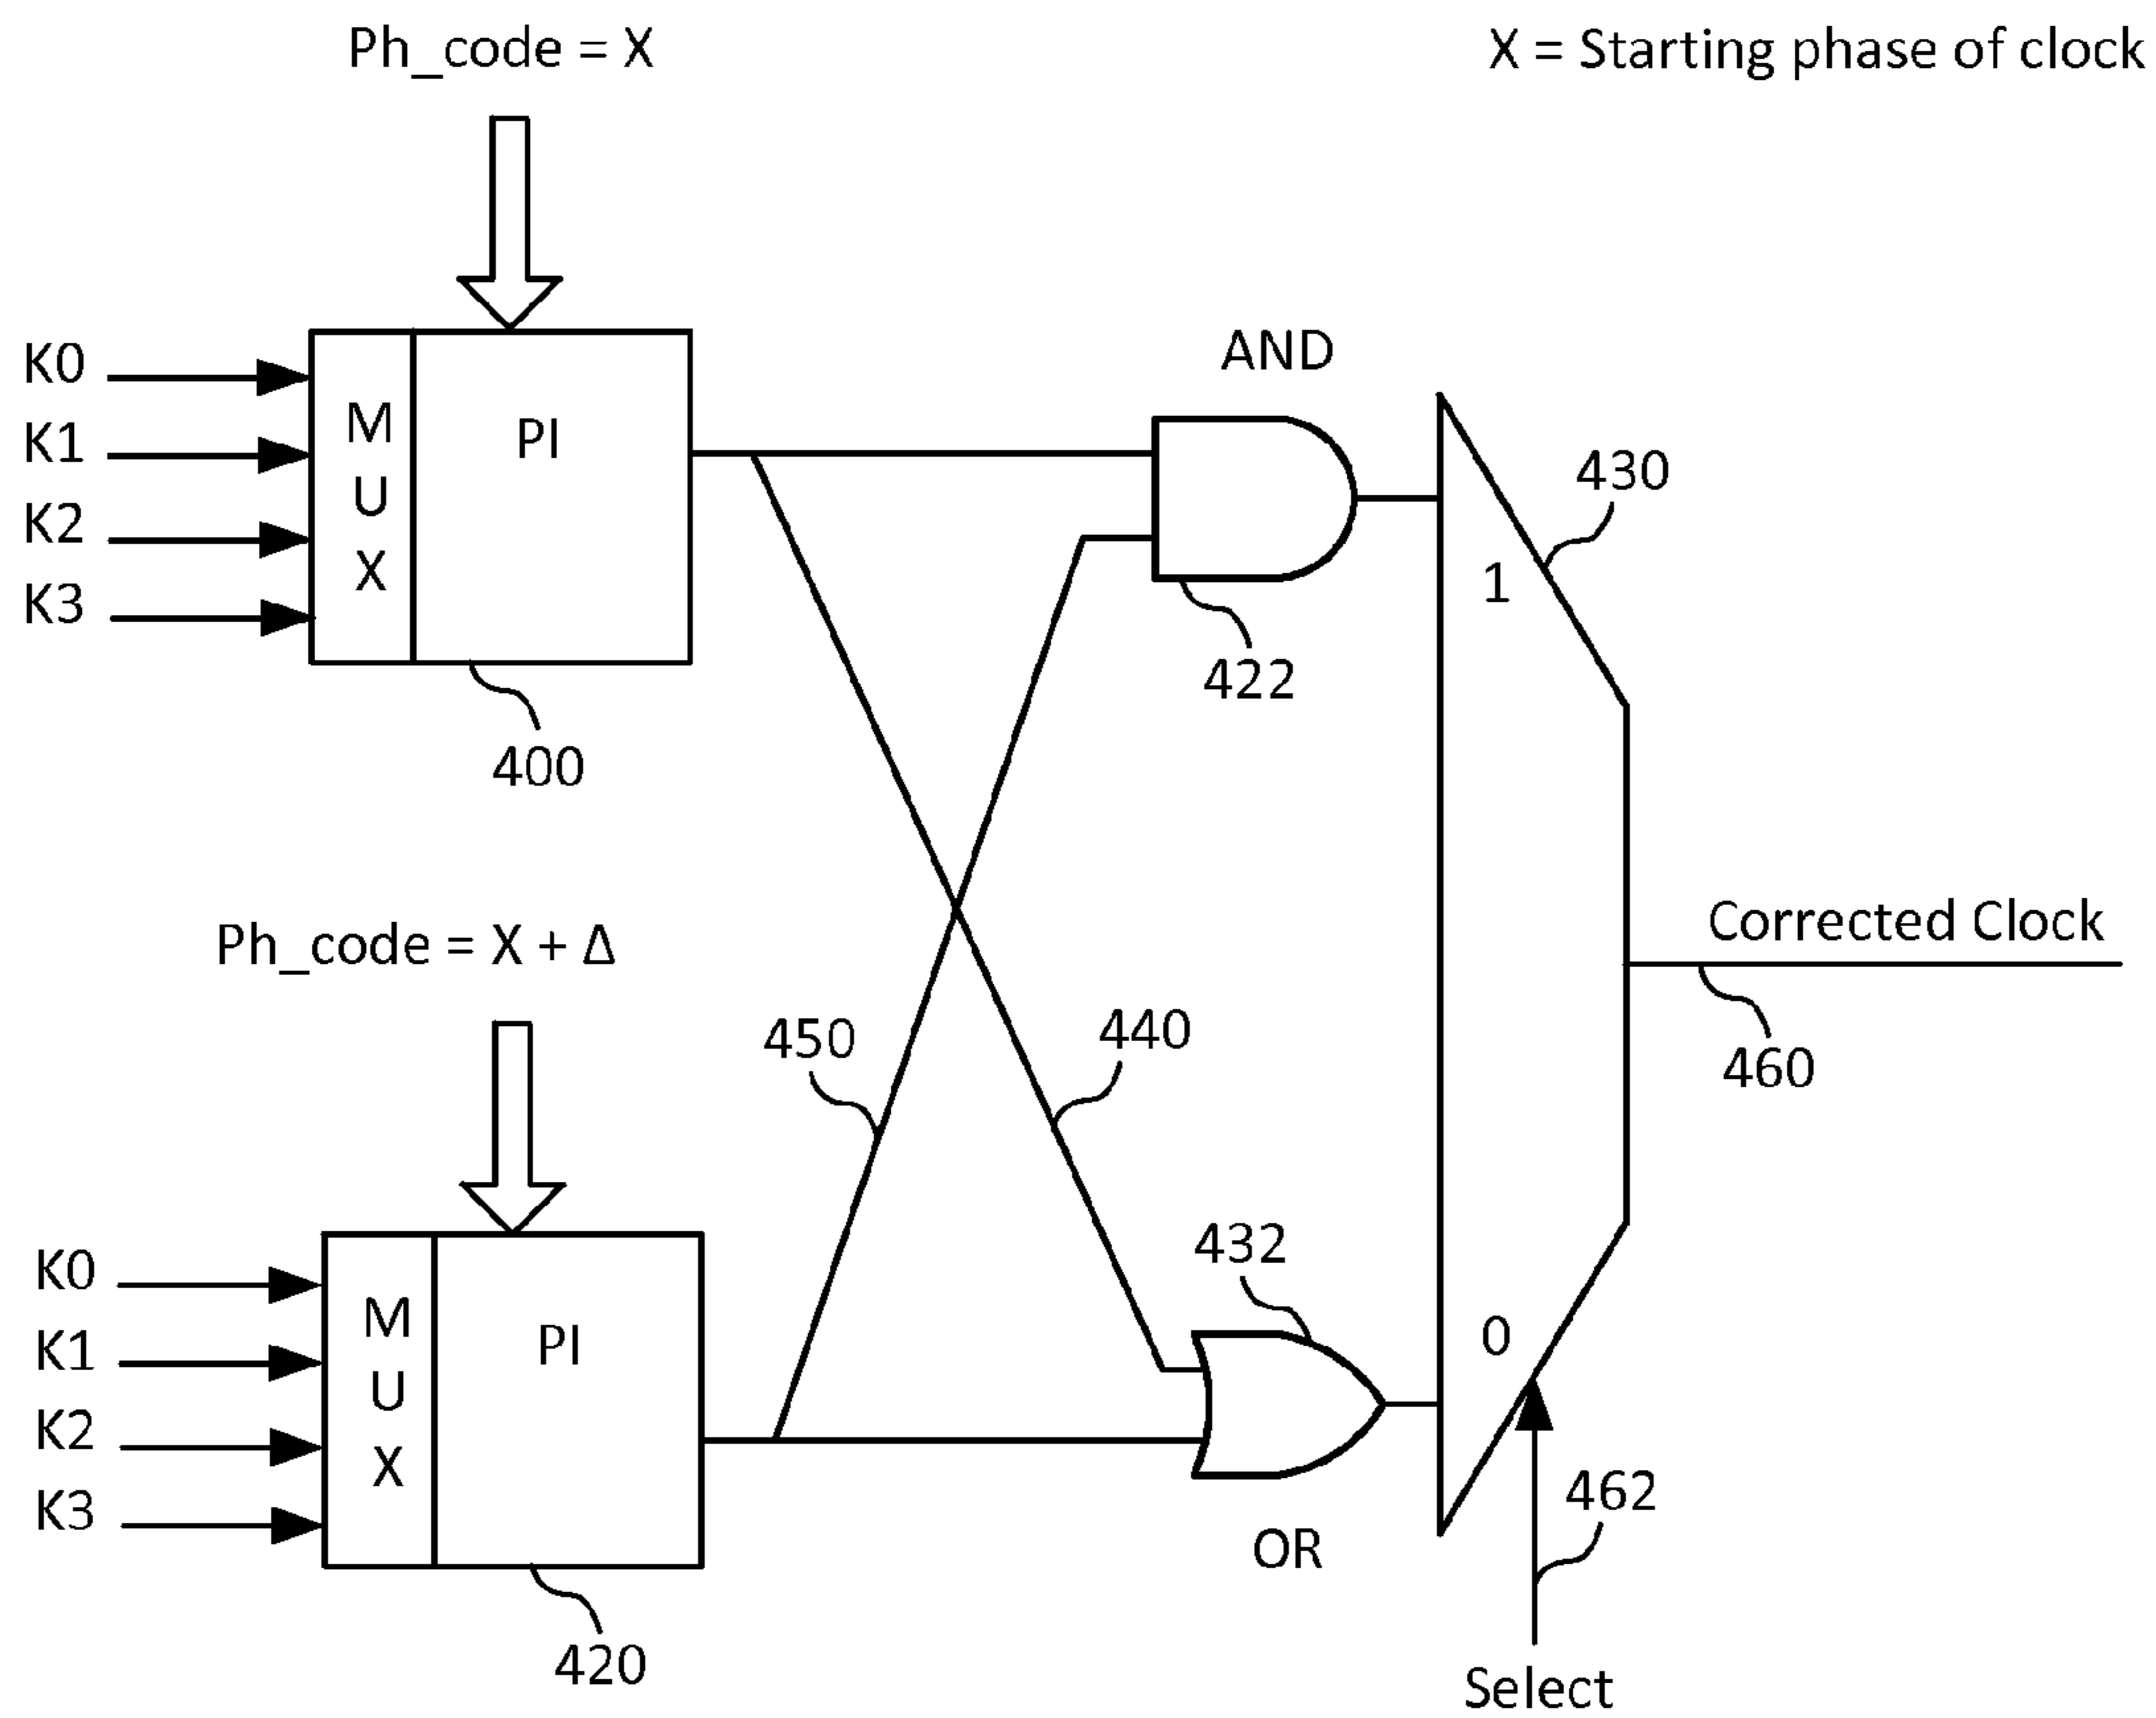 Ph_code = X
X = Starting phase of clock
K0
K1
K2
K3
M
U
X
PI
400
AND
422
430
1
Ph_code = X + Δ
450
440
Corrected Clock
460
K0
K1
K2
K3
M
U
X
PI
420
432
OR
0
462
Select